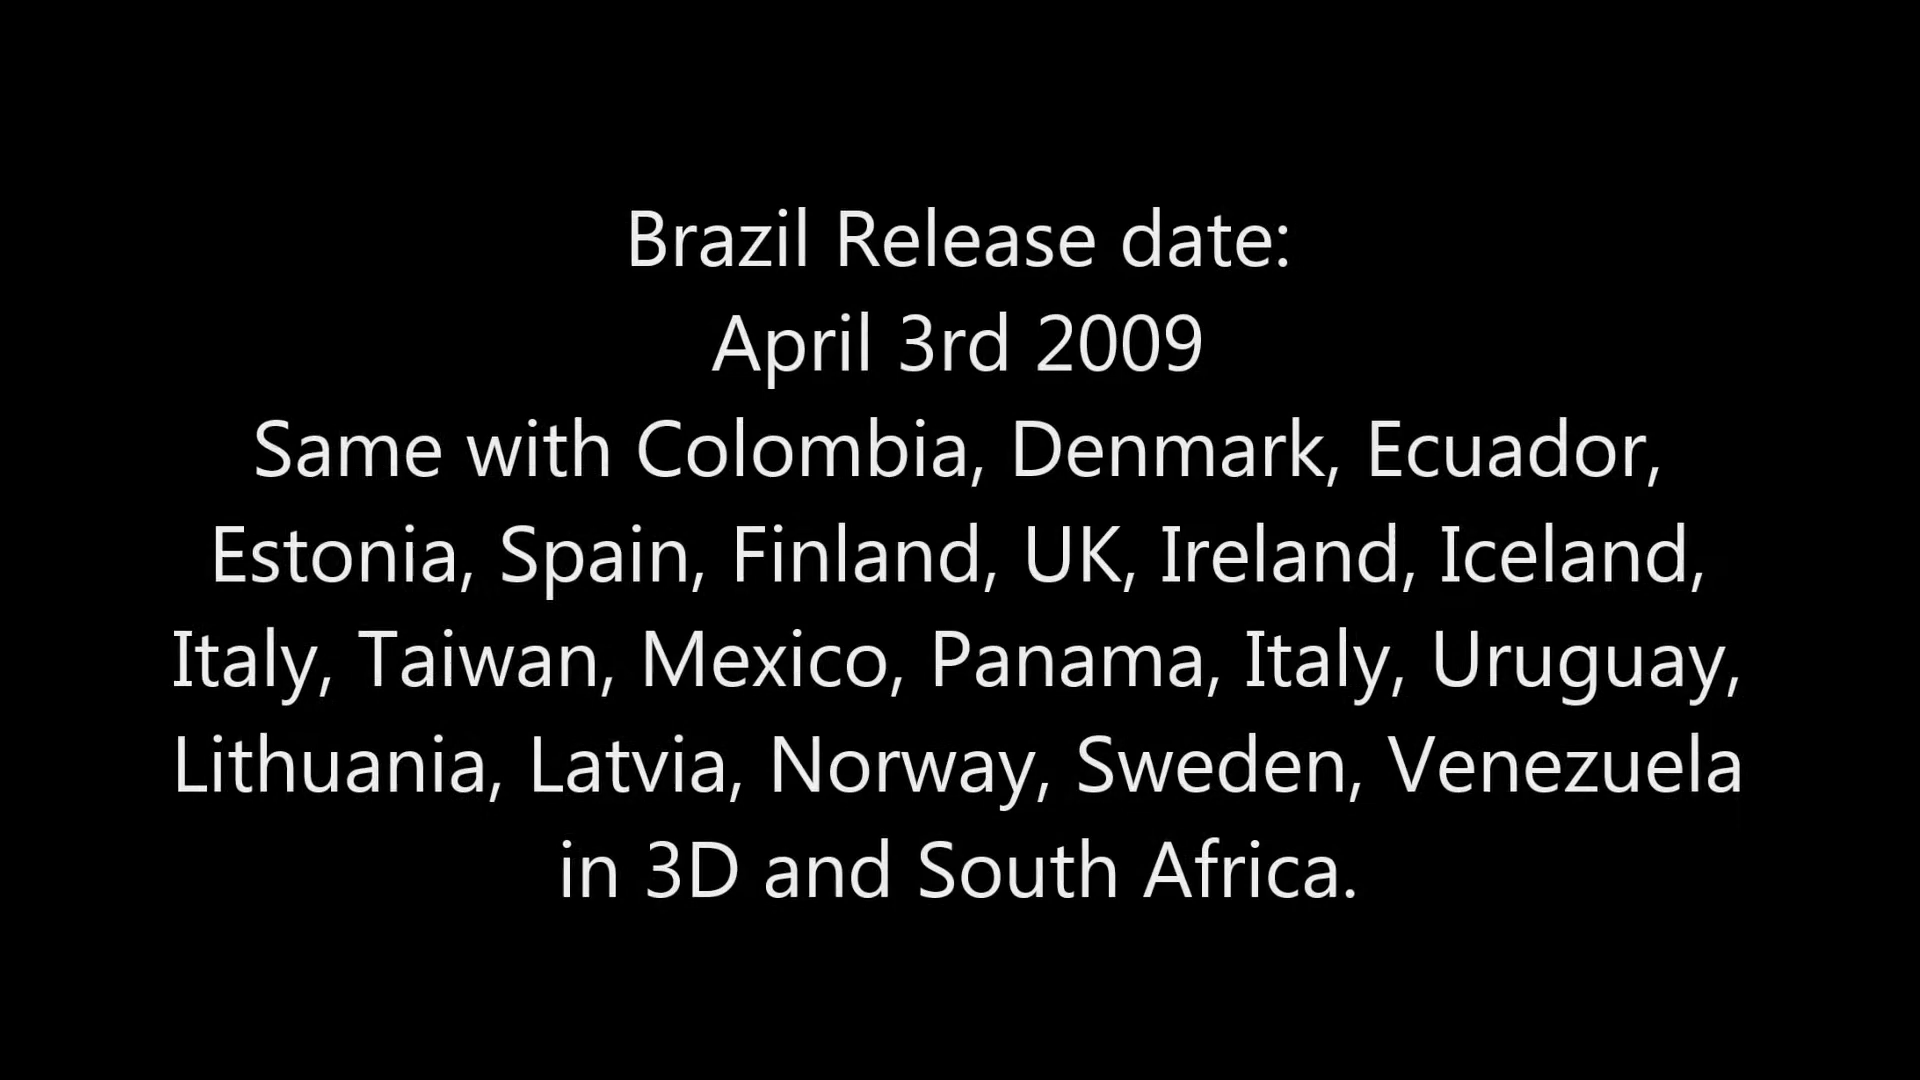 Brazil Release date:
April 3rd 2009
Same with Colombia, Denmark, Ecuador,
Estonia, Spain, Finland, UK, Ireland, Iceland,
Italy, Taiwan, Mexico, Panama, Italy, Uruguay,
Lithuania, Latvia, Norway, Sweden, Venezuela
in 3D and South Africa.